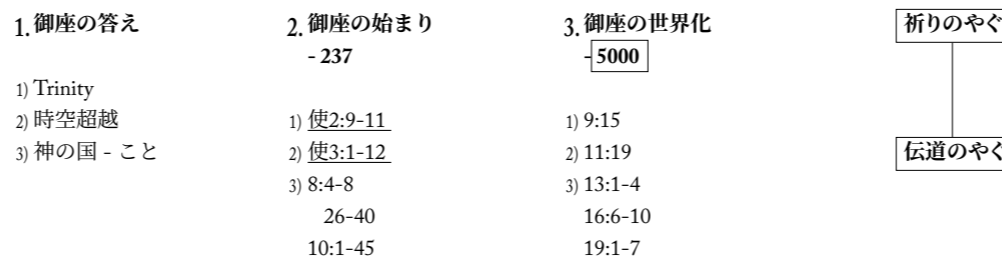 1. 御座の答え
1) Trinity
2) 時空超越
3) 神の国 - こと
2. 御座の始まり
- 237
1) 使2:9-11
2) 使3:1-12
3) 8:4-8
26-40
10:1-45
3. 御座の世界化
- 5000
1) 9:15
2) 11:19
3) 13:1-4
16:6-10
19:1-7
祈りのやぐ
伝道のやぐ